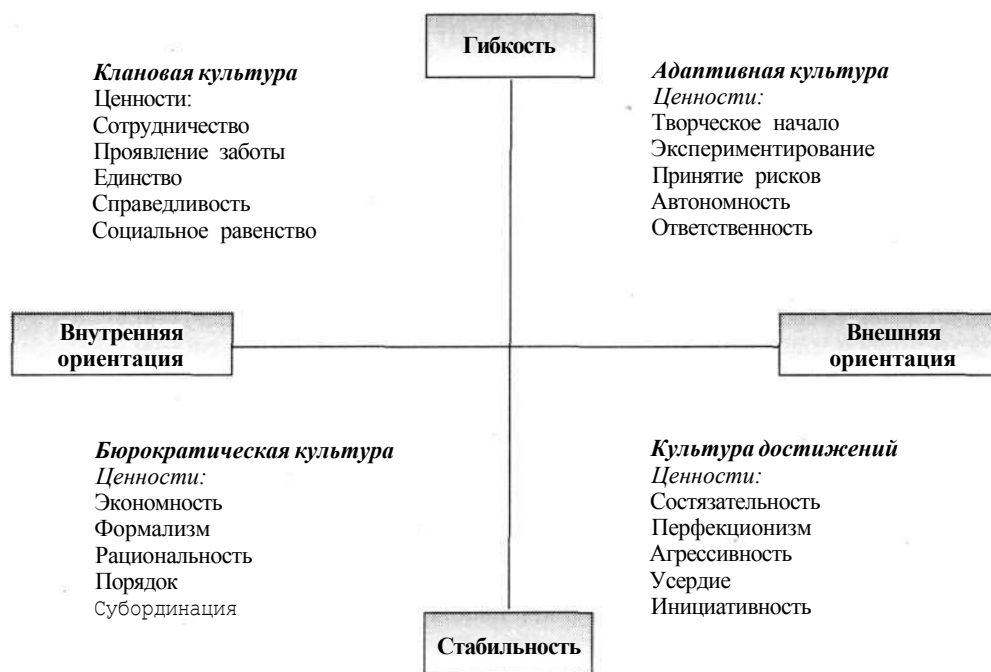 Гибкость
Клановая культура
Ценности:
Сотрудничество
Проявление заботы
Единство
Справедливость
Социальное равенство
Адаптивная культура
Ценности:
Творческое начало
Экспериментирование
Принятие рисков
Автономность
Ответственность
Внутренняя
ориентация
Внешняя
ориентация
Бюрократическая культура
Ценности:
Экономность
Формализм
Рациональность
Порядок
Субординация
Культура достижений
Ценности:
Состязательность
Перфекционизм
Агрессивность
Усердие
Инициативность
Стабильность